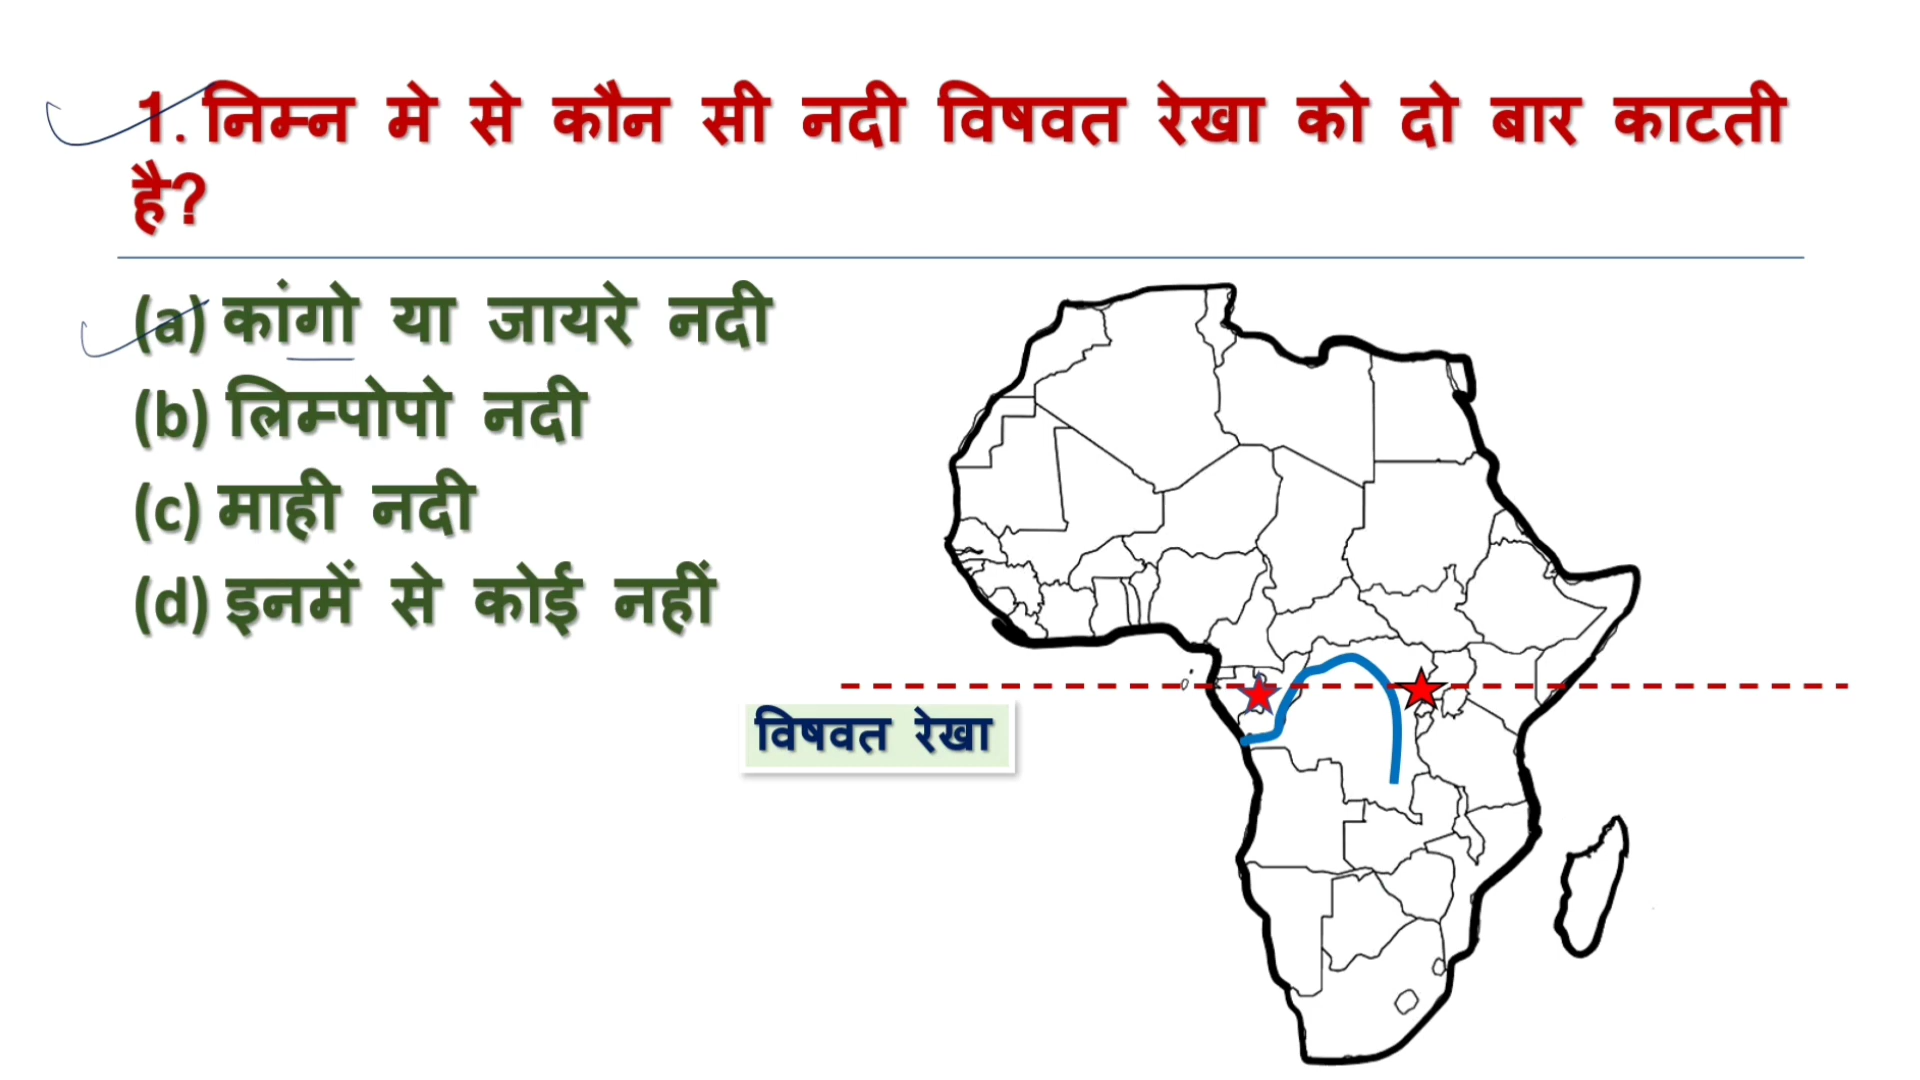 1. निम्न मे से कौन सी नदी विषवत रेखा को दो बार काटती
है?
(a) कांगो या जायरे नदी
(b) लिम्पोपो नदी
(c) माही नदी
(d) इनमें से कोई नहीं
विषवत रेखा